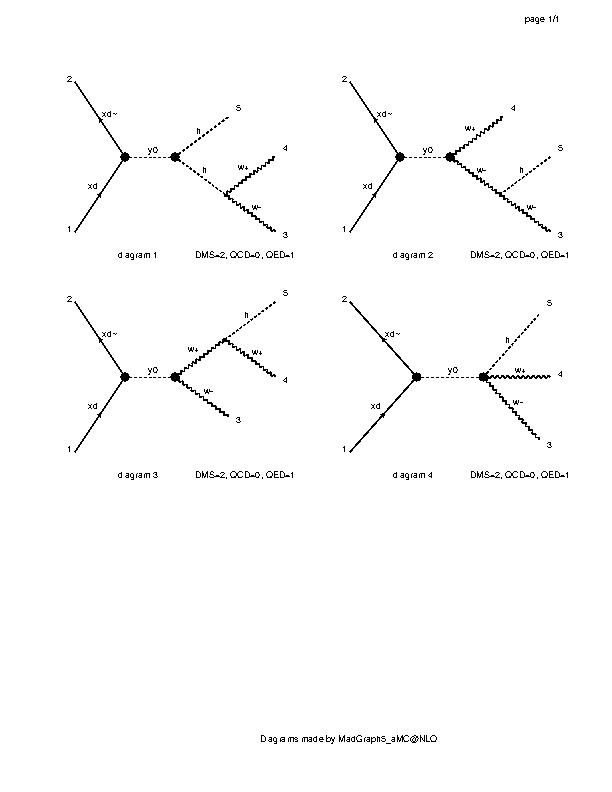 page 1/1
2 5
xd~ h 4
y0 w+
h
xd w-
1 3
diagram 1 DMS=2, QCD=0, QED=1
2 4
xd~ w+ 5
y0 h
w-
xd w-
1 3
diagram 2 DMS=2, QCD=0, QED=1
2 5
xd~ h
y0 w+ w+
w- 4
xd 3
1
diagram 3 DMS=2, QCD=0, QED=1
2 5
xd~ h
y0 w+ 4
xd w-
1 3
diagram 4 DMS=2, QCD=0, QED=1
Diagrams made by MadGraph5_aMC@NLO